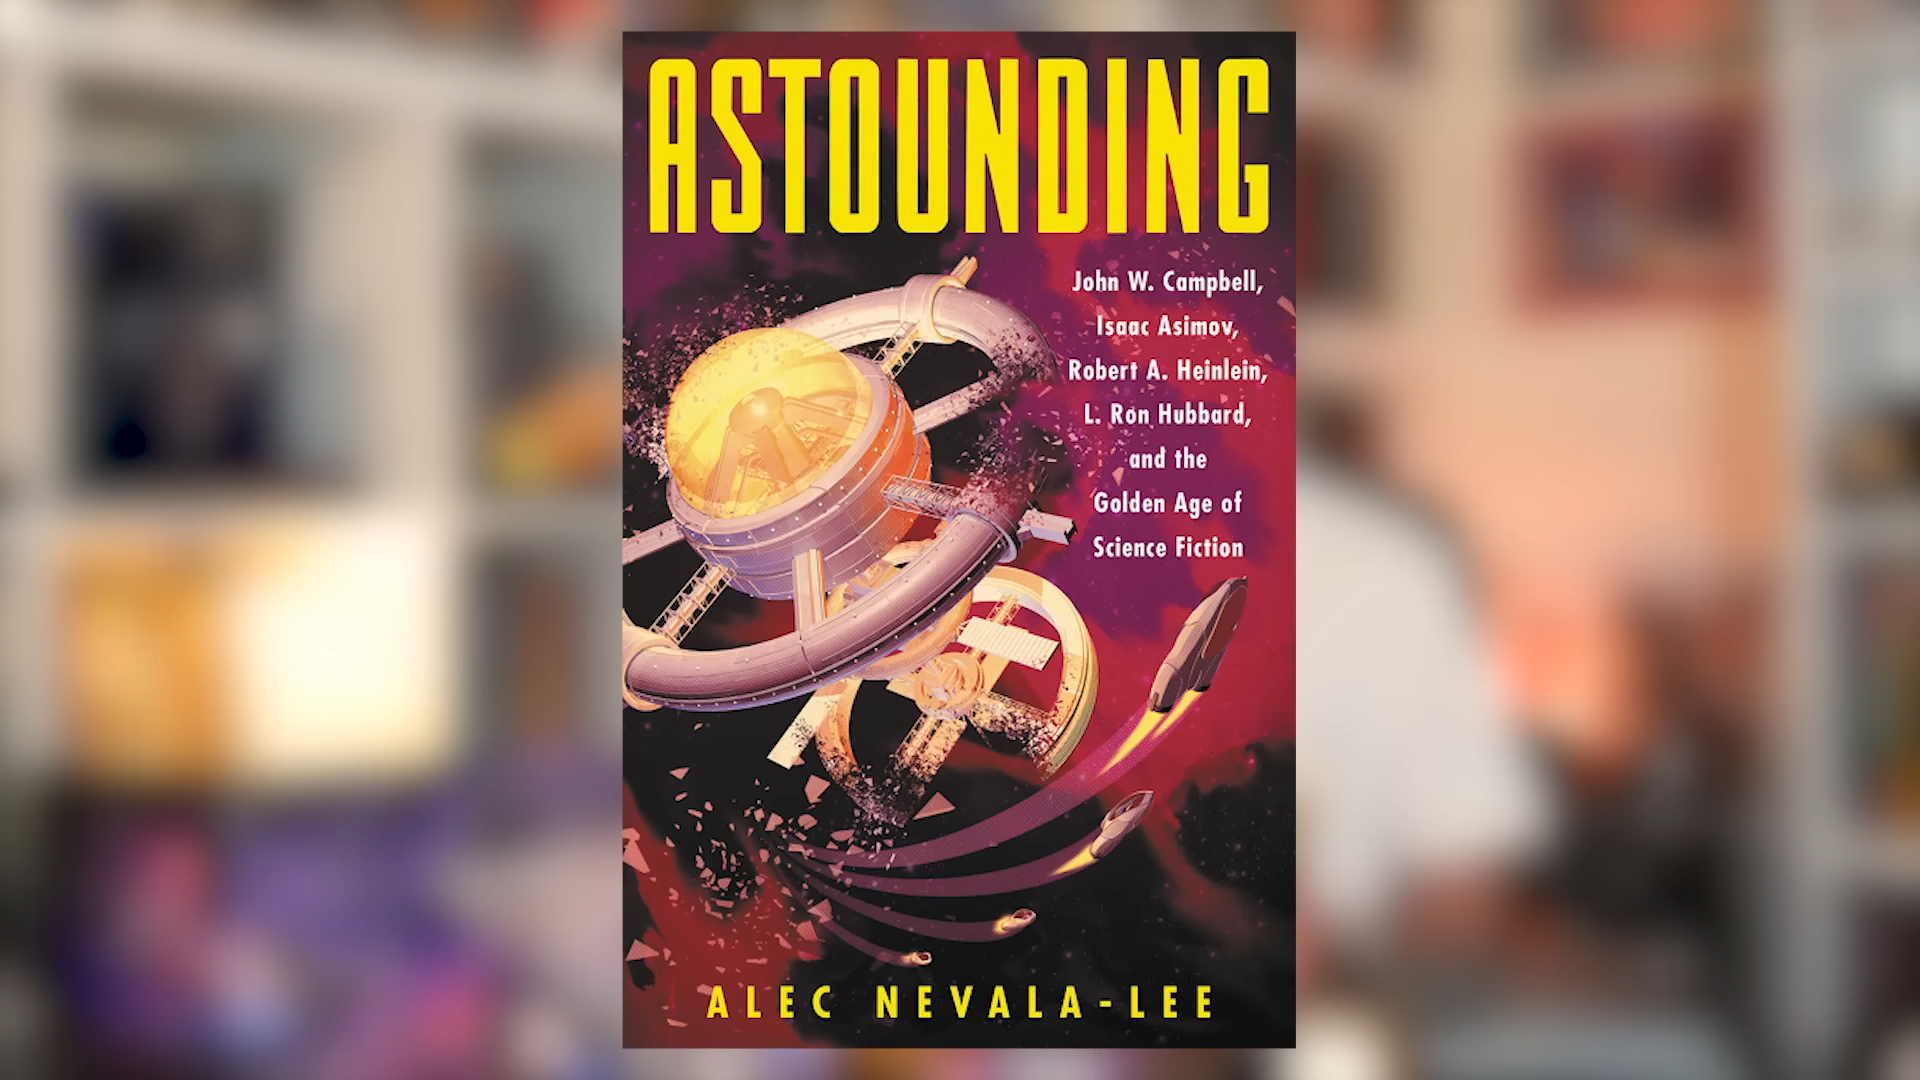 ASTOUNDING
John W. Campbell,
Isaac Asimov,
Robert A. Heinlein,
L. Ron Hubbard,
and the
Golden Age of
Science Fiction
ALEC NEVALA-LEE